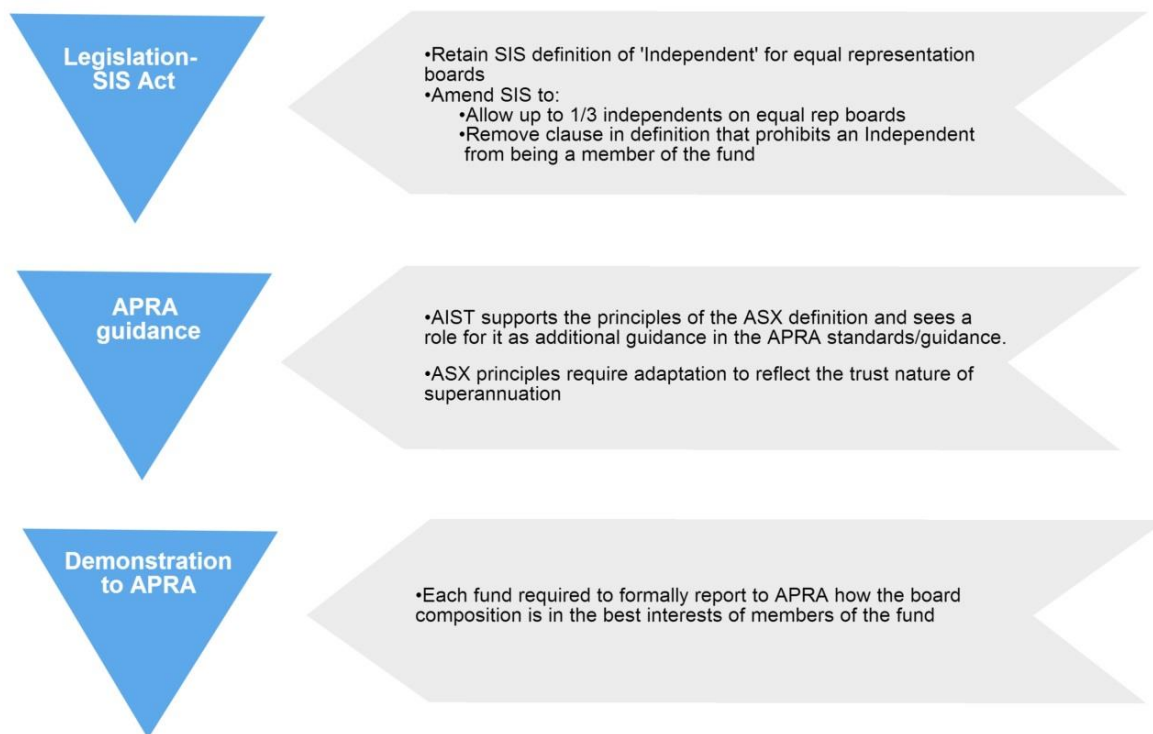 Legislation-
SIS Act
•Retain SIS definition of 'Independent' for equal representation
boards
•Amend SIS to:
•Allow up to 1/3 independents on equal rep boards
•Remove clause in definition that prohibits an Independent
from being a member of the fund
APRA
guidance
•AIST supports the principles of the ASX definition and sees a
role for it as additional guidance in the APRA standards/guidance.
•ASX principles require adaptation to reflect the trust nature of
superannuation
Demonstration
to APRA
•Each fund required to formally report to APRA how the board
composition is in the best interests of members of the fund